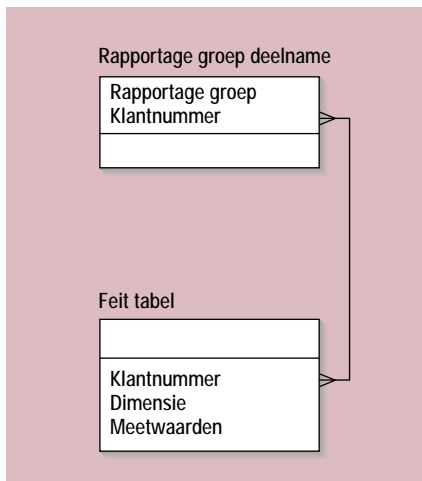 Rapportage groep deelname
Rapportage groep
Klantnummer
Feit tabel
Klantnummer
Dimensie
Meetwaarden